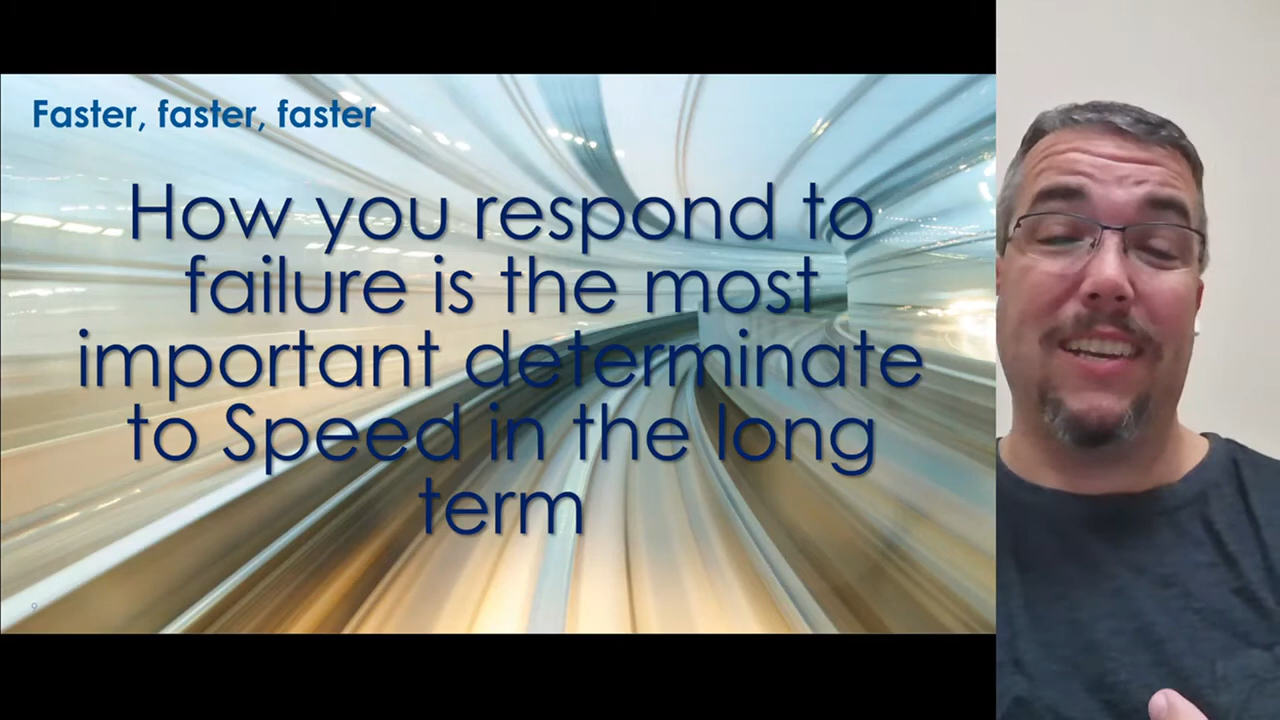 Faster, faster, faster
How you respond to
failure is the most
important determinate
to Speed in the long
term
9